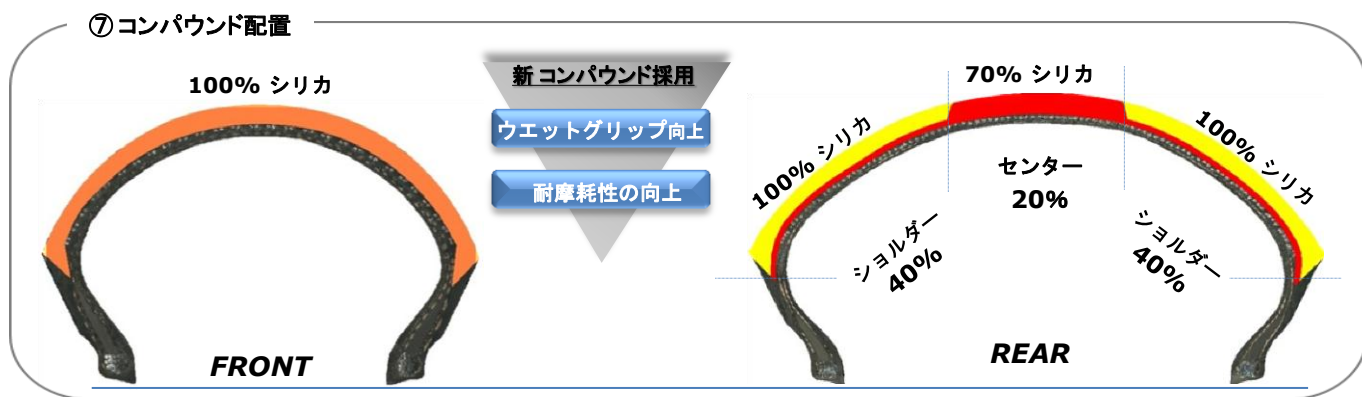 ⑦コンパウンド配置
100% シリカ
FRONT
新 コンパウンド採用
ウエットグリップ向上
耐摩耗性の向上
70% シリカ
100% シリカ
100% シリカ
センター
20%
ショルダー
40%
ショルダー
40%
REAR